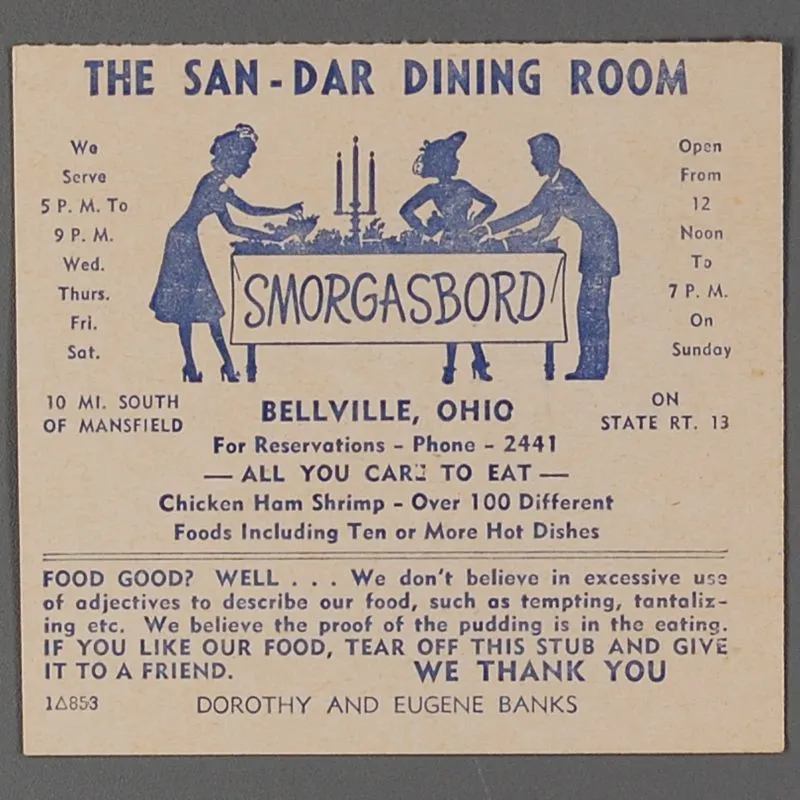 THE SAN-DAR DINING ROOM
We
Serve
5 P. M. To
9 P. M.
Wed.
Thurs.
Fri.
Sat.
Open
From
12
Noon
To
7 P. M.
On
Sunday
SMORGASBORD
10 MI. SOUTH
OF MANSFIELD
ON
STATE RT. 13
BELLVILLE, OHIO
For Reservations - Phone - 2441
— ALL YOU CARE TO EAT —
Chicken Ham Shrimp - Over 100 Different
Foods Including Ten or More Hot Dishes
FOOD GOOD? WELL . . . We don't believe in excessive use
of adjectives to describe our food, such as tempting, tantaliz-
ing etc. We believe the proof of the pudding is in the eating.
IF YOU LIKE OUR FOOD, TEAR OFF THIS STUB AND GIVE
IT TO A FRIEND. WE THANK YOU
1△853 DOROTHY AND EUGENE BANKS